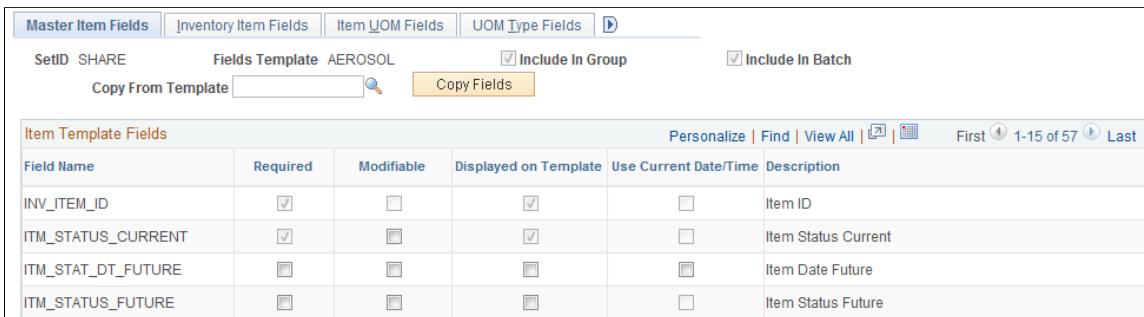 Master Item Fields Inventory Item Fields Item UOM Fields UOM Type Fields
SetID SHARE Fields Template AEROSOL Include In Group Include In Batch
Copy From Template Copy Fields
Item Template Fields Personalize | Find | View All | | First 1-15 of 57 Last
Field Name Required Modifiable Displayed on Template Use Current Date/Time Description
INV_ITEM_ID Item ID
ITM_STATUS_CURRENT Item Status Current
ITM_STAT_DT_FUTURE Item Date Future
ITM_STATUS_FUTURE Item Status Future